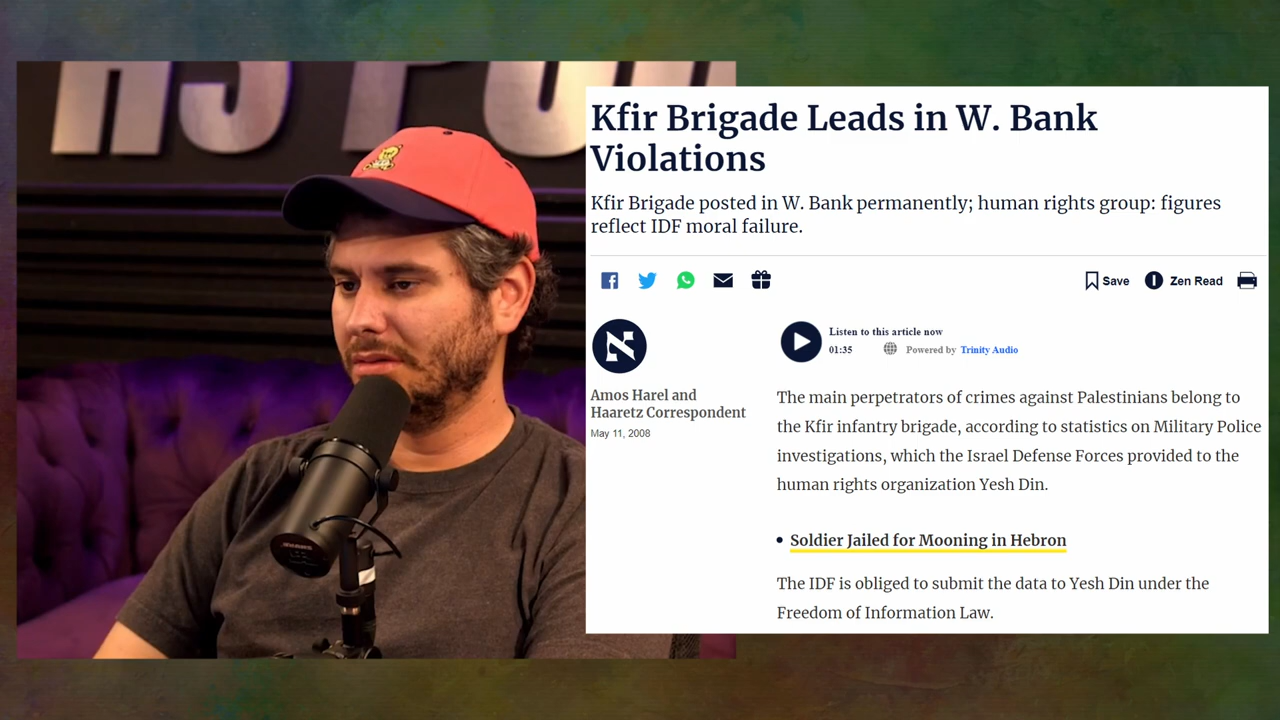 H3 POD
Kfir Brigade Leads in W. Bank
Violations
Kfir Brigade posted in W. Bank permanently; human rights group: figures
reflect IDF moral failure.
Save
Zen Read
Listen to this article now
01:35
Powered by Trinity Audio
Amos Harel and
Haaretz Correspondent
May 11, 2008
The main perpetrators of crimes against Palestinians belong to
the Kfir infantry brigade, according to statistics on Military Police
investigations, which the Israel Defense Forces provided to the
human rights organization Yesh Din.
• Soldier Jailed for Mooning in Hebron
The IDF is obliged to submit the data to Yesh Din under the
Freedom of Information Law.